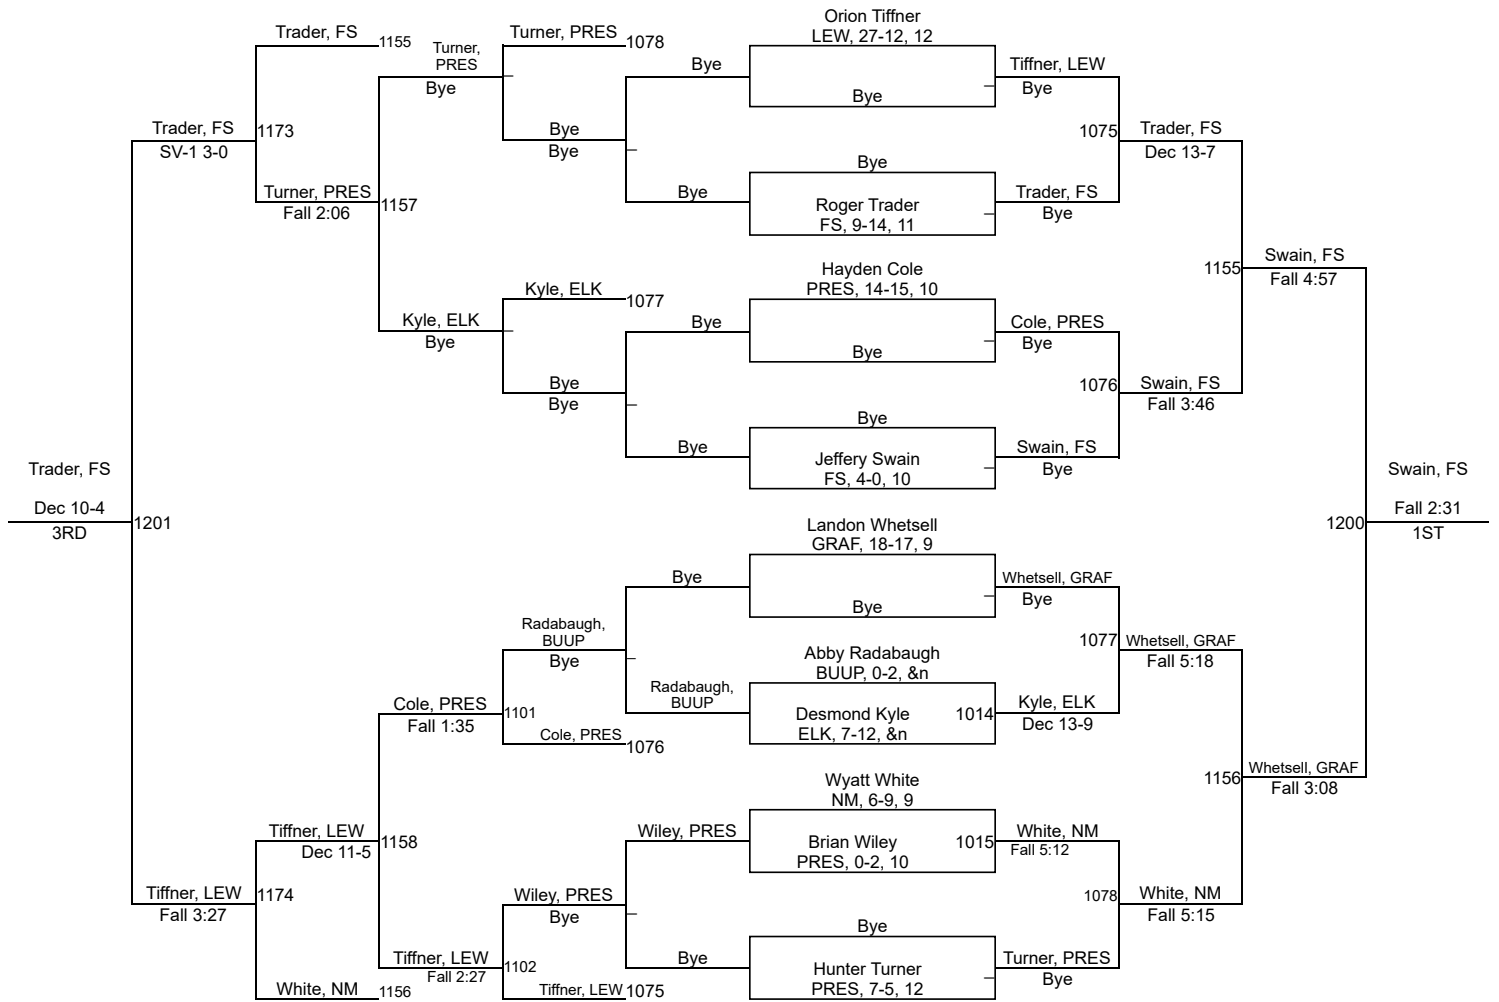 Orion Tiffner
LEW, 27-12, 12
Trader, FS
1155
Turner,
PRES
Bye
Turner, PRES
1078
Bye
Bye
Tiffner, LEW
Bye
Trader, FS
SV-1 3-0
1173
Bye
Bye
1075
Trader, FS
Dec 13-7
Bye
Turner, PRES
Fall 2:06
1157
Bye
Roger Trader
FS, 9-14, 11
Trader, FS
Bye
Hayden Cole
PRES, 14-15, 10
1155
Swain, FS
Fall 4:57
Kyle, ELK
1077
Kyle, ELK
Bye
Bye
Bye
Cole, PRES
Bye
Bye
Bye
1076
Swain, FS
Fall 3:46
Bye
Bye
Jeffery Swain
FS, 4-0, 10
Swain, FS
Bye
Trader, FS
Dec 10-4
3RD
1201
Swain, FS
Fall 2:31
1ST
1200
Landon Whetsell
GRAF, 18-17, 9
Bye
Bye
Whetsell, GRAF
Bye
Radabaugh,
BUUP
Bye
1077
Whetsell, GRAF
Fall 5:18
Abby Radabaugh
BUUP, 0-2, &n
Radabaugh,
BUUP
Desmond Kyle
ELK, 7-12, &n
1014
Kyle, ELK
Dec 13-9
Cole, PRES
Fall 1:35
1101
Cole, PRES
1076
Wyatt White
NM, 6-9, 9
1156
Whetsell, GRAF
Fall 3:08
Tiffner, LEW
Dec 11-5
1158
Wiley, PRES
Brian Wiley
PRES, 0-2, 10
1015
White, NM
Fall 5:12
Tiffner, LEW
Fall 3:27
1174
Wiley, PRES
Bye
1078
White, NM
Fall 5:15
Bye
Tiffner, LEW
Fall 2:27
1102
Bye
Hunter Turner
PRES, 7-5, 12
Turner, PRES
Bye
White, NM
1156
Tiffner, LEW
1075